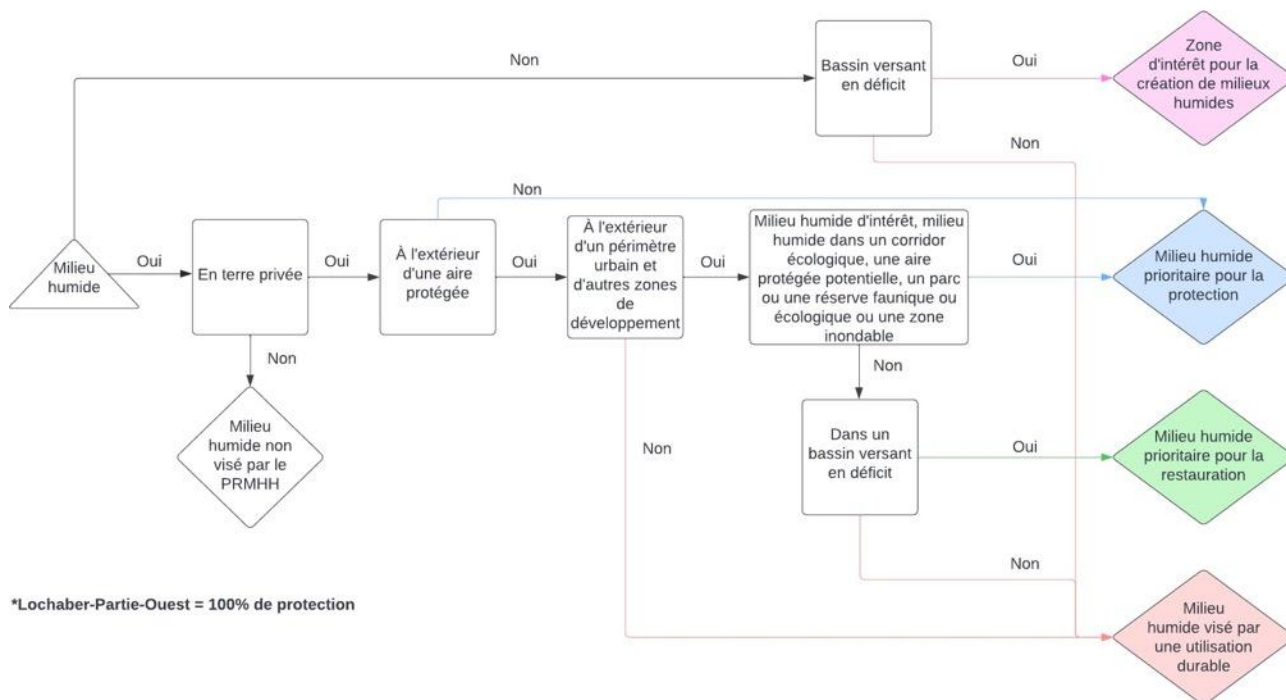 Non
Bassin versant
en déficit
Oui
Zone
d'intérêt pour la
création de milieux
humides
Non
Non
Milieu
humide
Oui
En terre privée
Oui
À l'extérieur
d'une aire
protégée
Oui
À l'extérieur
d'un périmètre
urbain et
d'autres zones
de
développement
Oui
Milieu humide d'intérêt, milieu
humide dans un corridor
écologique, une aire
protégée potentielle, un parc
ou une réserve faunique ou
écologique ou une zone
inondable
Oui
Milieu humide
prioritaire pour la
protection
Non
Non
Milieu
humide non
visé par le
PRMHH
Non
Dans un
bassin versant
en déficit
Oui
Milieu humide
prioritaire pour la
restauration
Non
*Lochaber-Partie-Ouest = 100% de protection
Milieu
humide visé par
une utilisation
durable